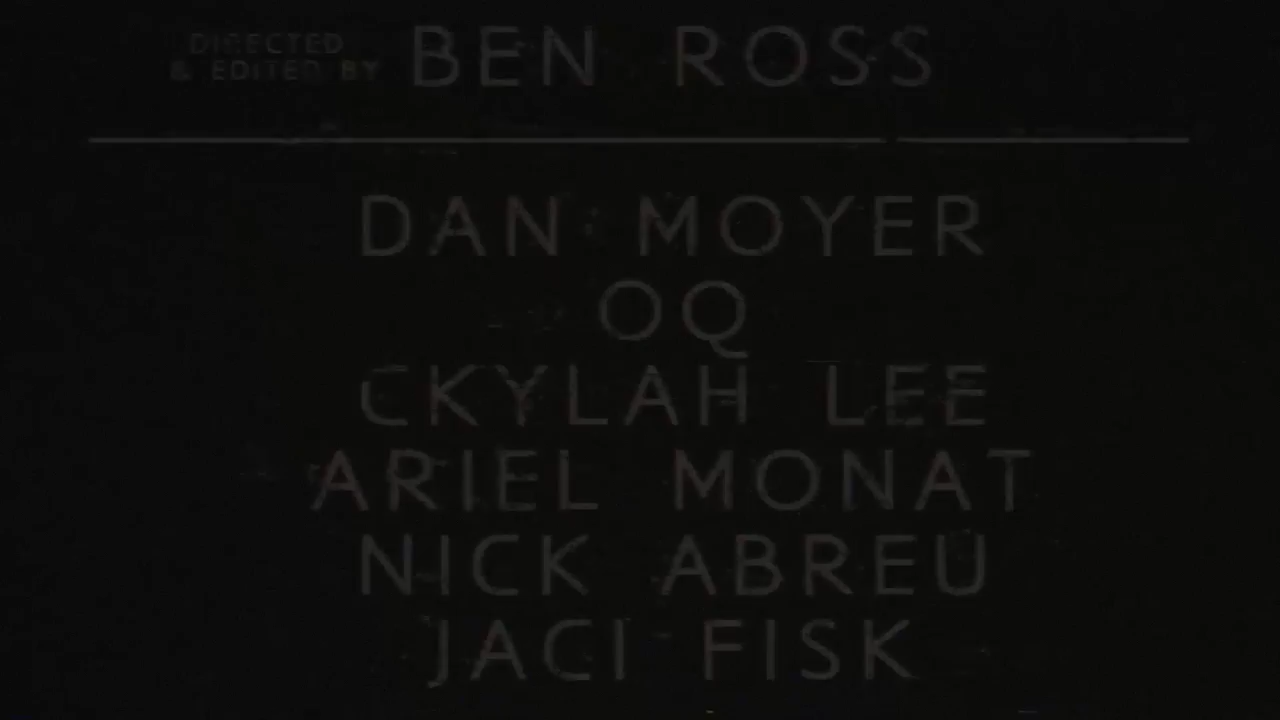 DIRECTED
& EDITED BY BEN ROSS
DAN MOYER
OQ
CKYLAH LEE
ARIEL MONAT
NICK ABREU
JACI FISK